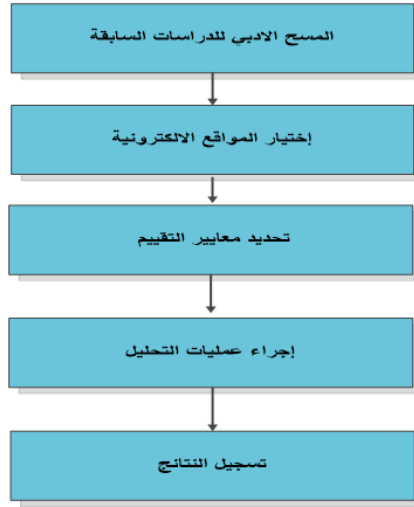 المسح الادبي للدراسات السابقة
إختيار المواقع الالكترونية
تحديد معايير التقييم
إجراء عمليات التحليل
تسجيل النتائج